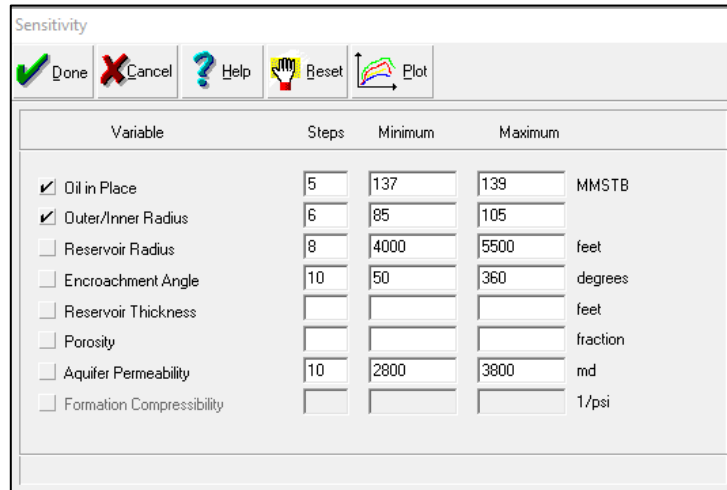 Sensitivity
Done Cancel Help Reset Plot
Variable Steps Minimum Maximum
Oil in Place 5 137 139 MMSTB
Outer/Inner Radius 6 85 105
Reservoir Radius 8 4000 5500 feet
Encroachment Angle 10 50 360 degrees
Reservoir Thickness feet
Porosity fraction
Aquifer Permeability 10 2800 3800 md
Formation Compressibility 1/psi